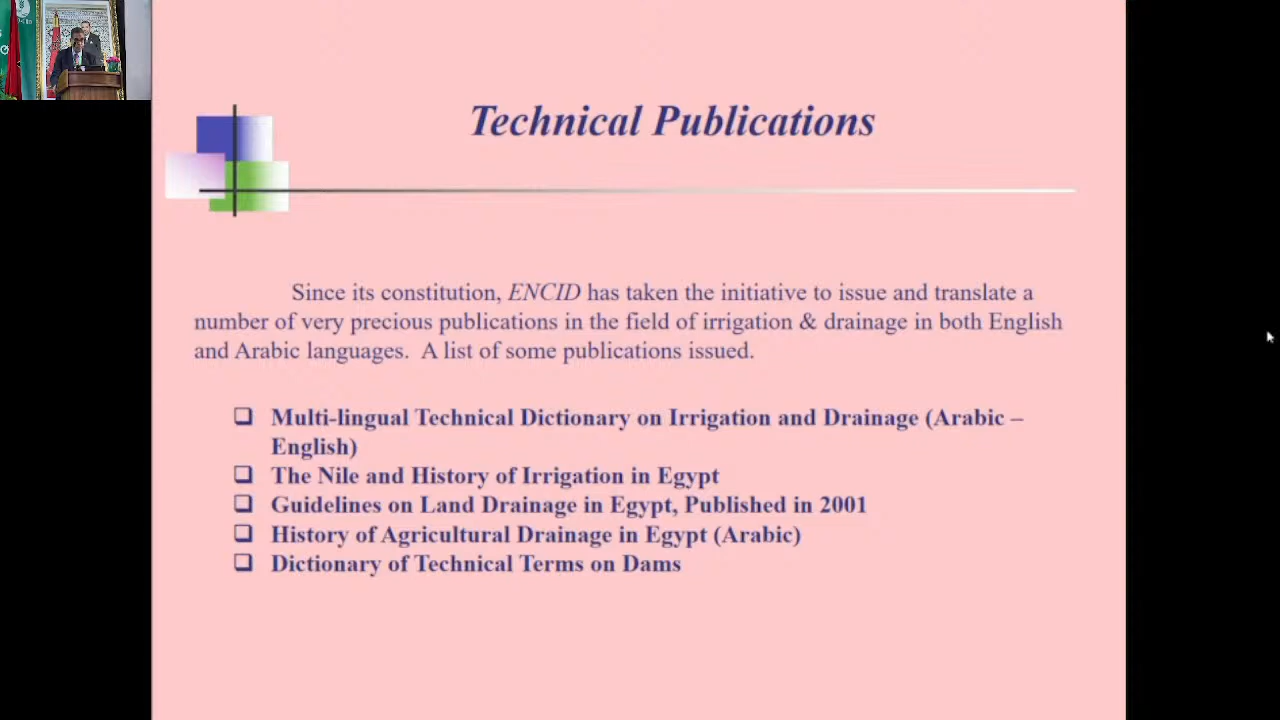 Technical Publications
Since its constitution, ENCID has taken the initiative to issue and translate a
number of very precious publications in the field of irrigation & drainage in both English
and Arabic languages.  A list of some publications issued.
❑ Multi-lingual Technical Dictionary on Irrigation and Drainage (Arabic –
English)
❑ The Nile and History of Irrigation in Egypt
❑ Guidelines on Land Drainage in Egypt, Published in 2001
❑ History of Agricultural Drainage in Egypt (Arabic)
❑ Dictionary of Technical Terms on Dams